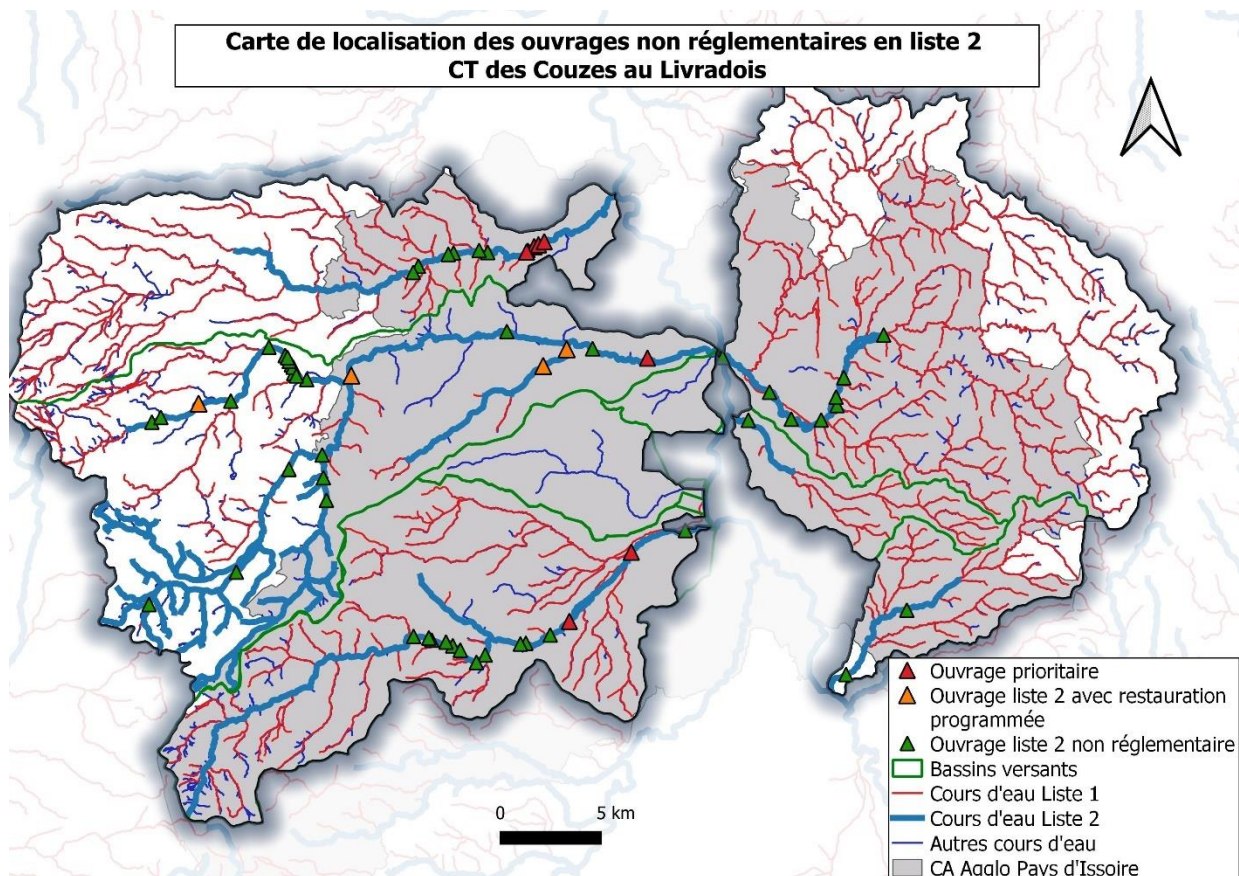 Carte de localisation des ouvrages non réglementaires en liste 2
CT des Couzes au Livradois
Ouvrage prioritaire
Ouvrage liste 2 avec restauration
programmée
Ouvrage liste 2 non réglementaire
Bassins versants
Cours d'eau Liste 1
Cours d'eau Liste 2
Autres cours d'eau
CA Agglo Pays d'Issoire
0 5 km